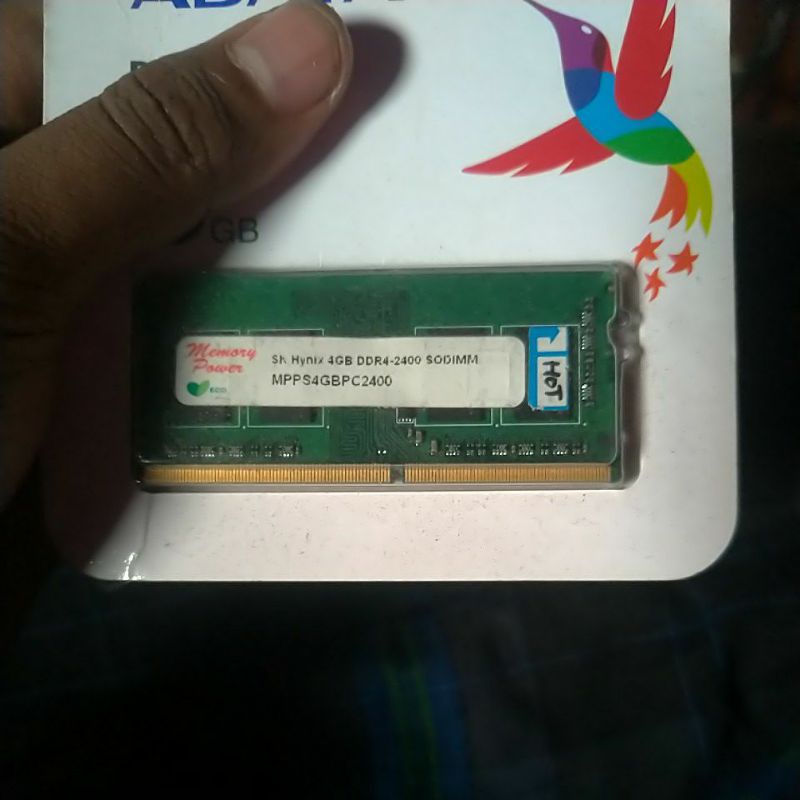 GB
Memory
Power
eco
SK Hynix 4GB DDR4-2400 SODIMM
MPPS4GBPC2400
HOT